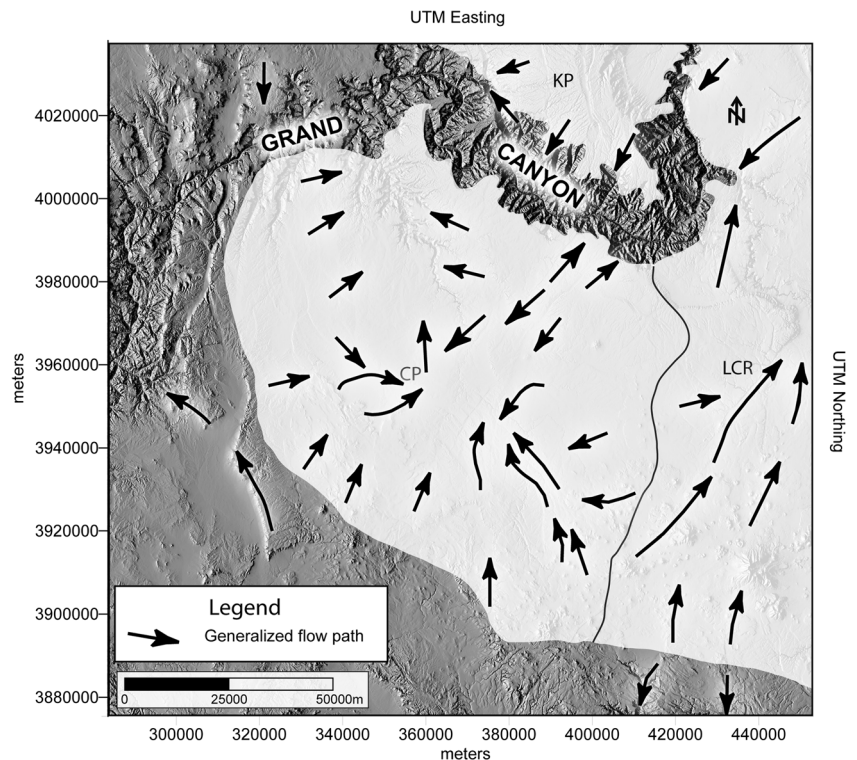 UTM Easting
KP
N
GRAND
CANYON
CP
LCR
4020000
4000000
3980000
3960000
3940000
3920000
3900000
3880000
meters
UTM Northing
Legend
Generalized flow path
0 25000 50000m
300000 320000 340000 360000 380000 400000 420000 440000
meters